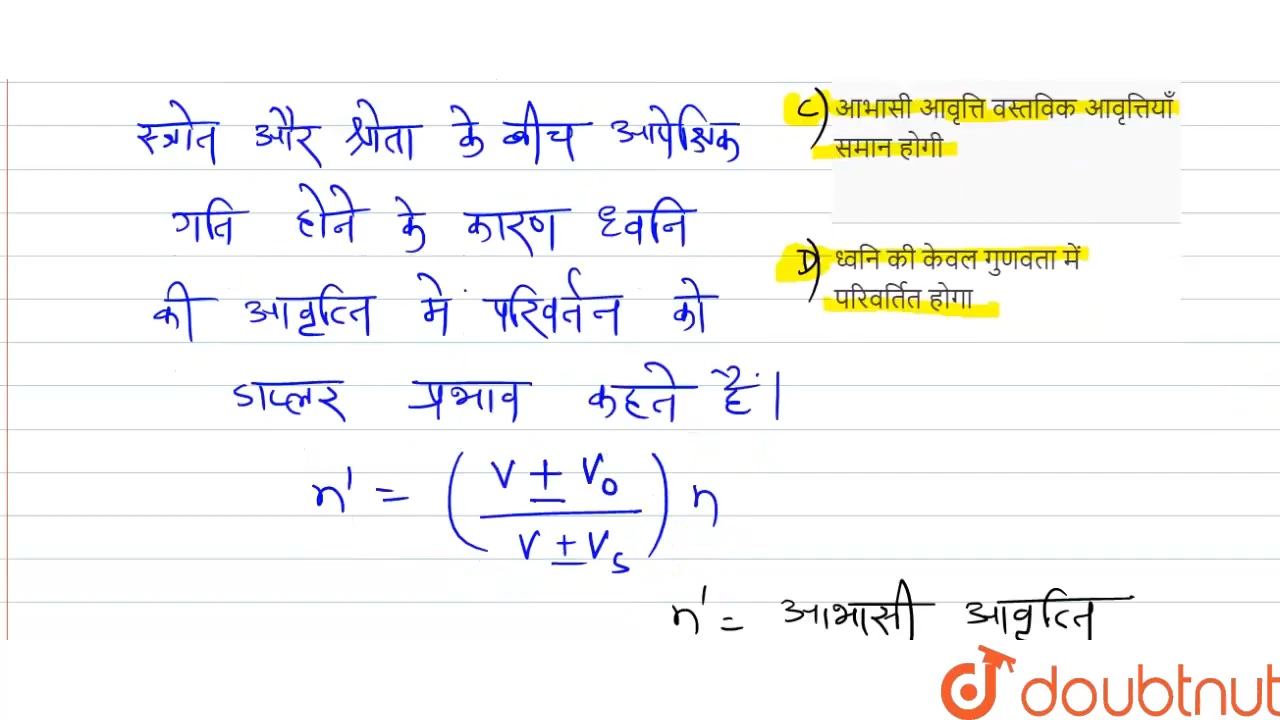 स्त्रोत और श्रोता के बीच आपेक्षिक
गति होने के कारण ध्वनि
की आवृत्ति में परिवर्तन को
डाप्लर प्रभाव कहते हैं।
n' = (V ± V₀ / V ± Vₛ) n
n' = आभासी आवृत्ति
C) आभासी आवृत्ति वस्तविक आवृत्तियाँ
समान होगी
D) ध्वनि की केवल गुणवता में
परिवर्तित होगा
doubtnut